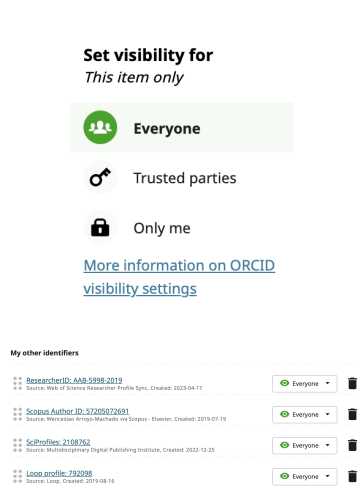 Set visibility for
This item only
Everyone
Trusted parties
Only me
More information on ORCID
visibility settings
My other identifiers
ResearcherID: AAB-5998-2019
Source: Web of Science Researcher Profile Sync, Created: 2023-04-17
Everyone
Scopus Author ID: 57205072691
Source: Wenceslao Arroyo-Machado via Scopus - Elsevier, Created: 2019-07-19
Everyone
SciProfiles: 2108762
Source: Multidisciplinary Digital Publishing Institute, Created: 2022-12-25
Everyone
Loop profile: 792098
Source: Loop, Created: 2019-08-16
Everyone